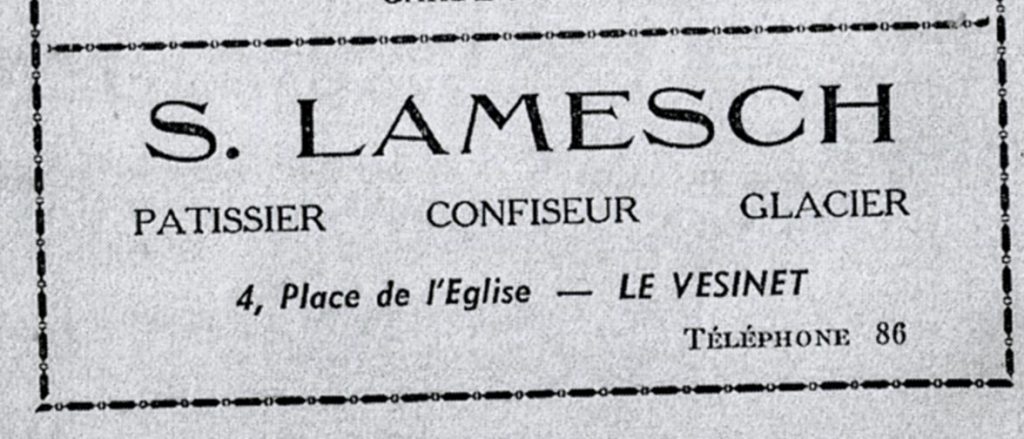 S. LAMESCH
PATISSIER CONFISEUR GLACIER
4, Place de l'Eglise — LE VESINET
TÉLÉPHONE 86